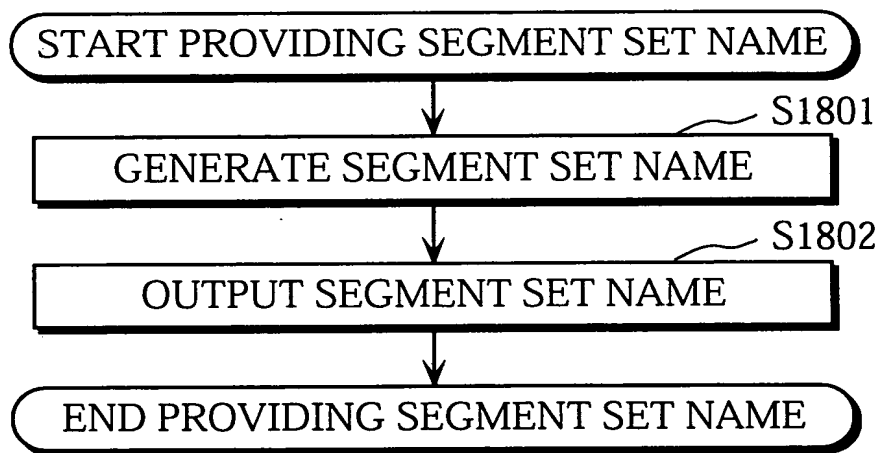 START PROVIDING SEGMENT SET NAME
S1801
GENERATE SEGMENT SET NAME
S1802
OUTPUT SEGMENT SET NAME
END PROVIDING SEGMENT SET NAME